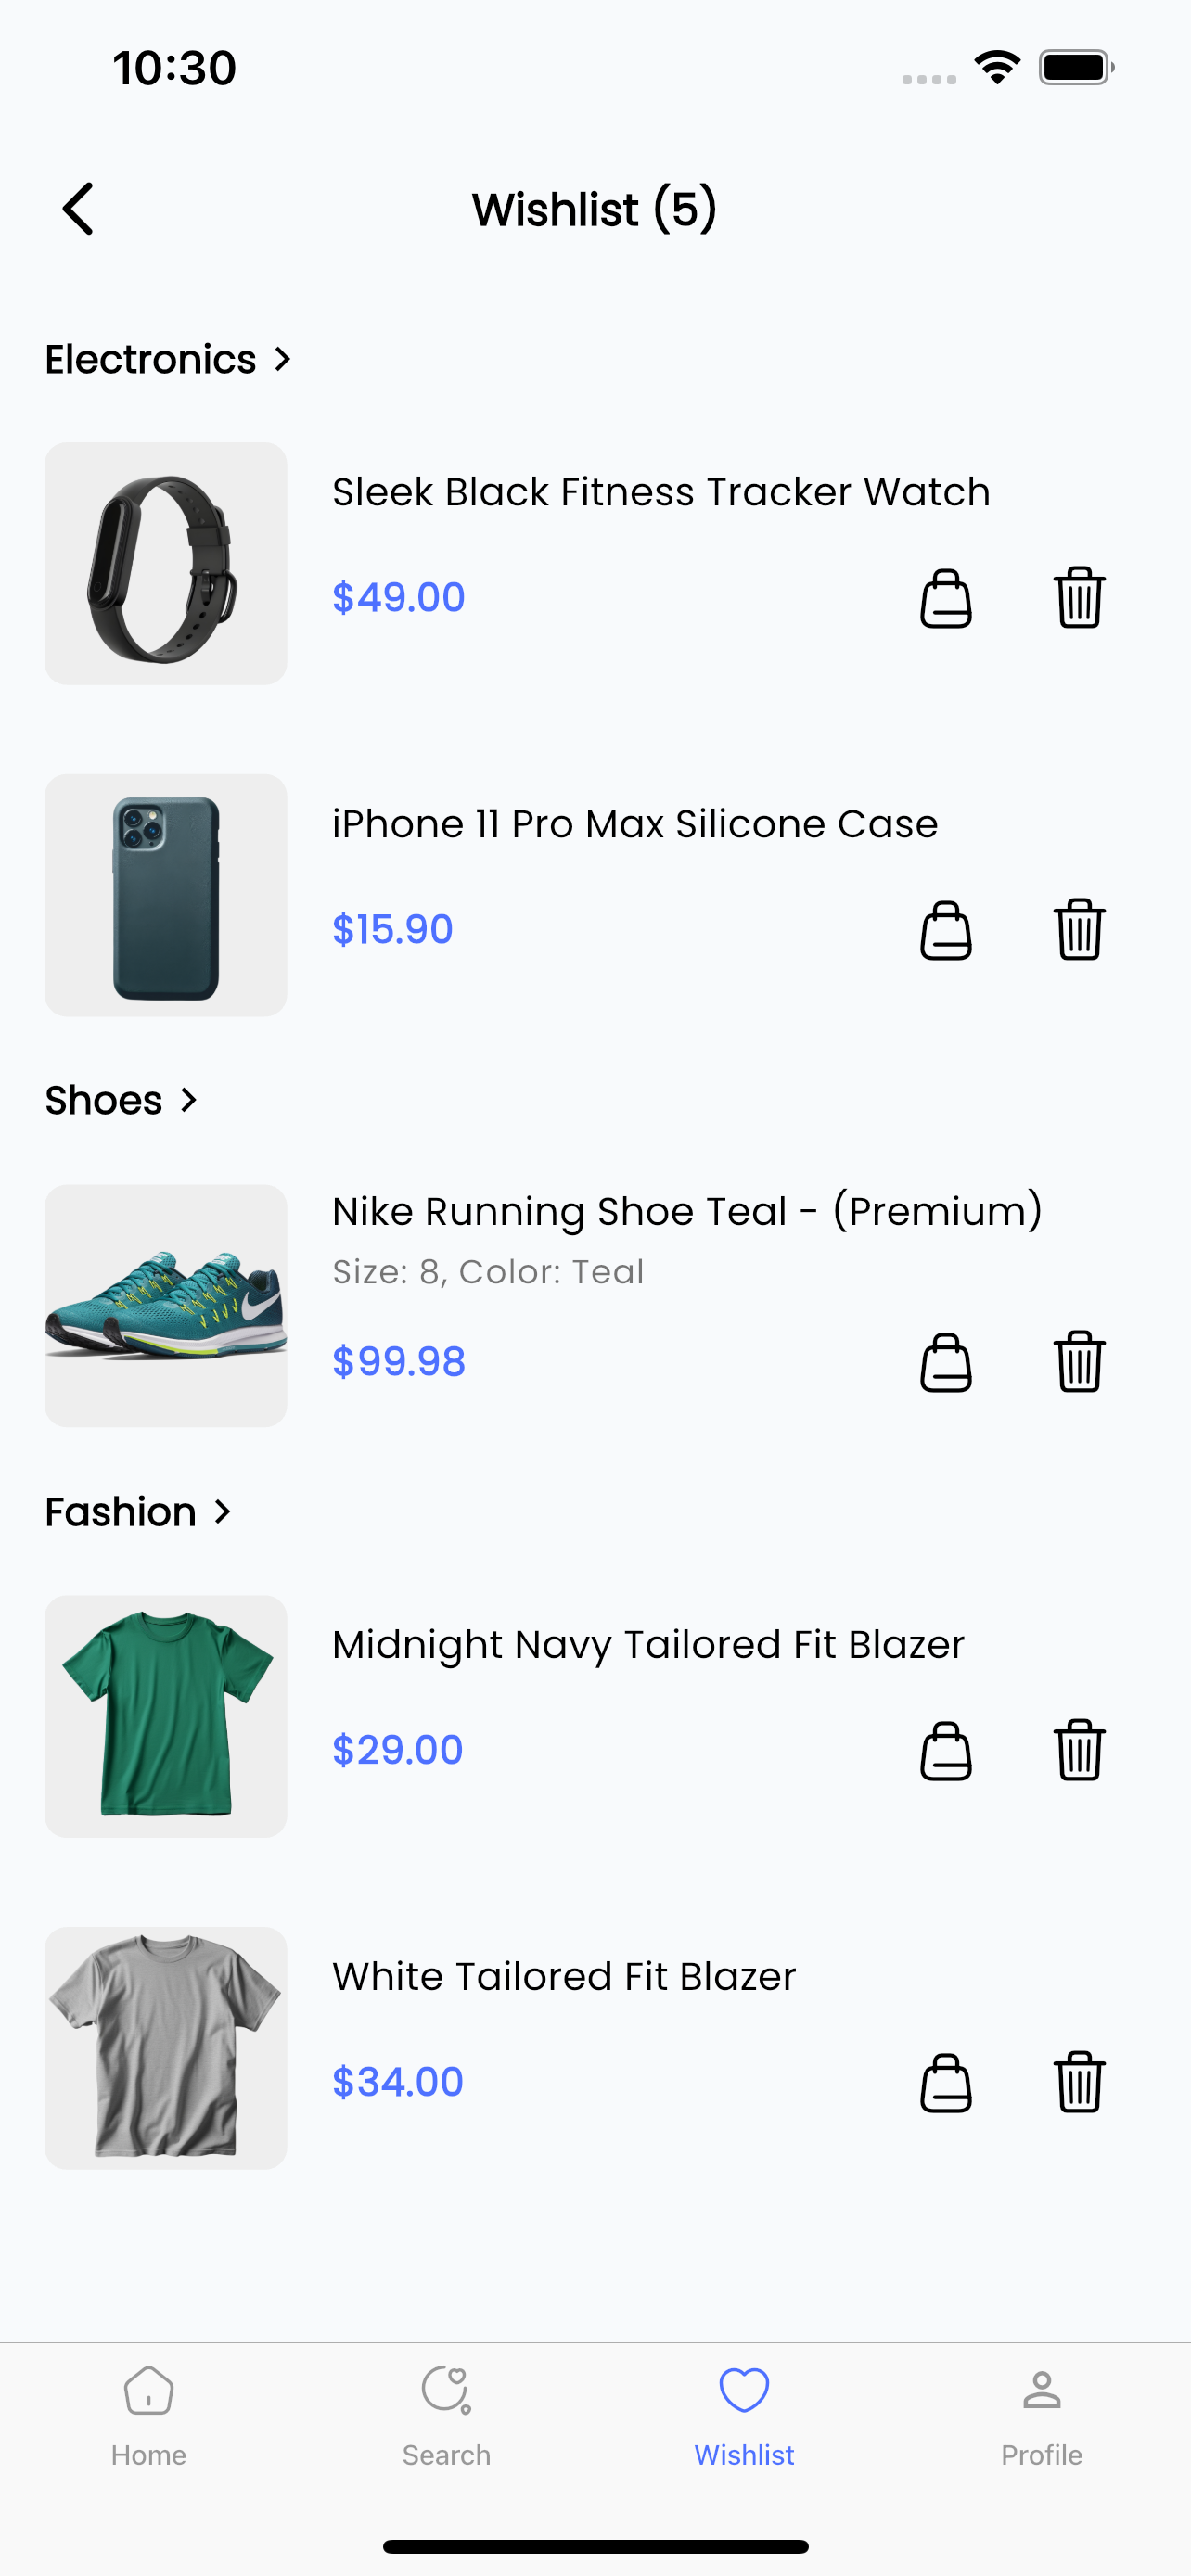 10:30
Wishlist (5)
Electronics
Sleek Black Fitness Tracker Watch
$49.00
iPhone 11 Pro Max Silicone Case
$15.90
Shoes
Nike Running Shoe Teal - (Premium)
Size: 8, Color: Teal
$99.98
Fashion
Midnight Navy Tailored Fit Blazer
$29.00
White Tailored Fit Blazer
$34.00
Home
Search
Wishlist
Profile